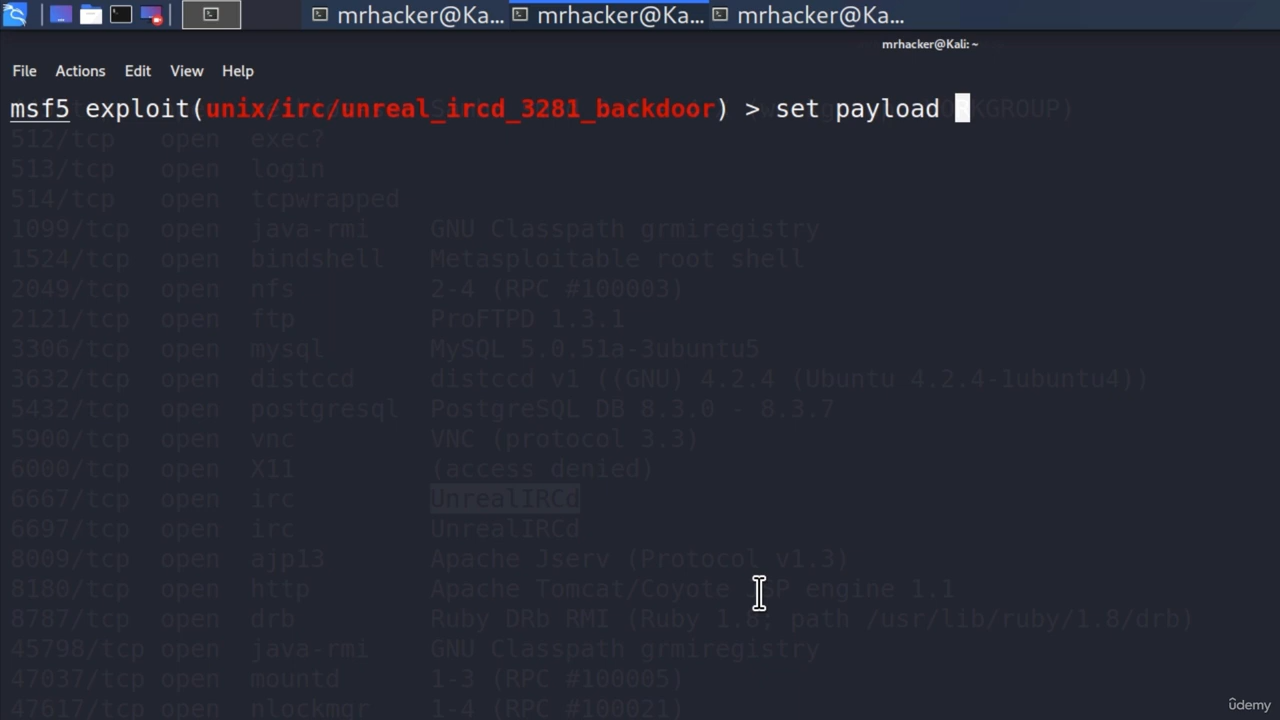 mrhacker@Ka... mrhacker@Ka... mrhacker@Ka...
mrhacker@Kali: ~
File Actions Edit View Help
msf5 exploit(unix/irc/unreal_ircd_3281_backdoor) > set payload KGROUP)
512/tcp open exec?
513/tcp open login
514/tcp open tcpwrapped
1099/tcp open java-rmi GNU Classpath grmiregistry
1524/tcp open bindshell Metasploitable root shell
2049/tcp open nfs 2-4 (RPC #100003)
2121/tcp open ftp ProFTPD 1.3.1
3306/tcp open mysql MySQL 5.0.51a-3ubuntu5
3632/tcp open distccd distccd v1 ((GNU) 4.2.4 (Ubuntu 4.2.4-1ubuntu4))
5432/tcp open postgresql PostgreSQL DB 8.3.0 - 8.3.7
5900/tcp open vnc VNC (protocol 3.3)
6000/tcp open X11 (access denied)
6667/tcp open irc UnrealIRCd
6697/tcp open irc UnrealIRCd
8009/tcp open ajp13 Apache Jserv (Protocol v1.3)
8180/tcp open http Apache Tomcat/Coyote JSP engine 1.1
8787/tcp open drb Ruby DRb RMI (Ruby 1.8; path /usr/lib/ruby/1.8/drb)
45798/tcp open java-rmi GNU Classpath grmiregistry
47037/tcp open mountd 1-3 (RPC #100005)
47617/tcp open nlockmgr 1-4 (RPC #100021)
ûdemy